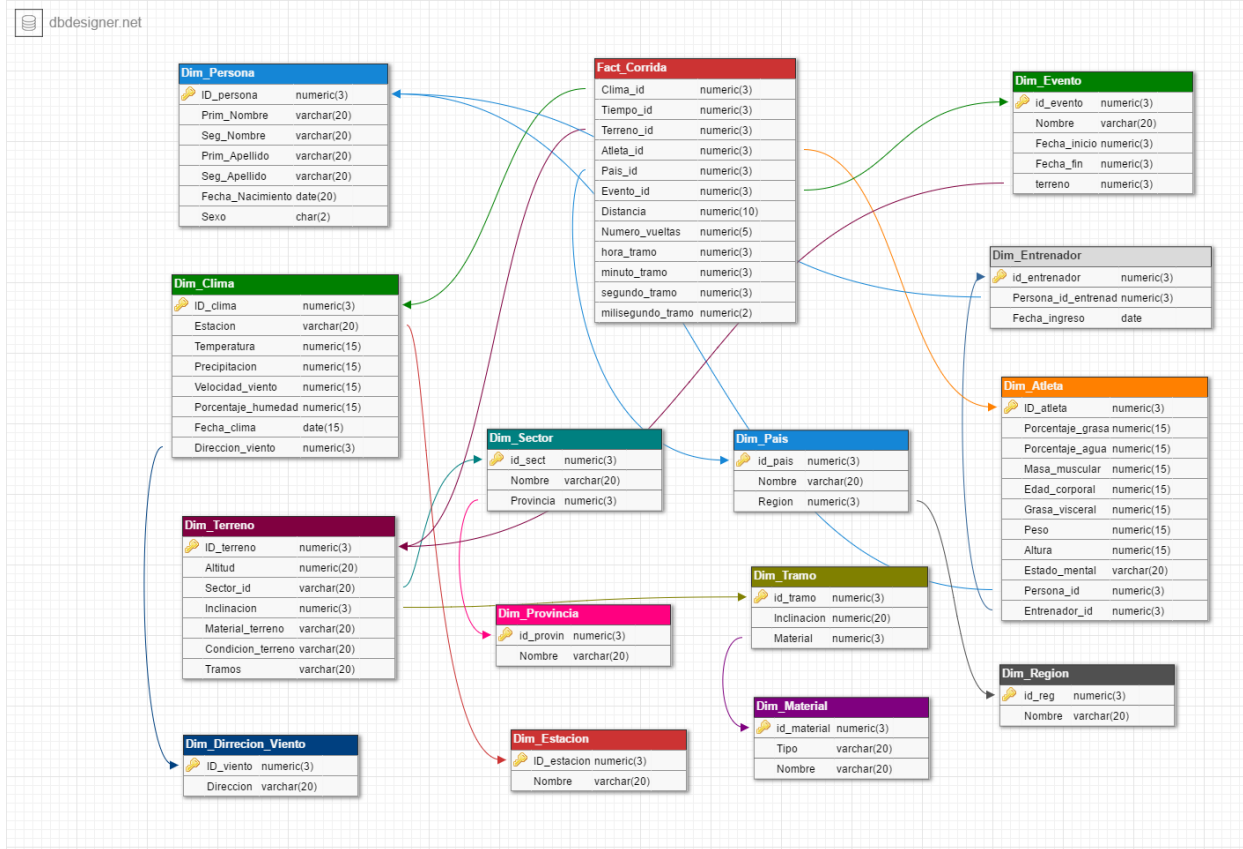 dbdesigner.net
Dim_Persona
ID_persona numeric(3)
Prim_Nombre varchar(20)
Seg_Nombre varchar(20)
Prim_Apellido varchar(20)
Seg_Apellido varchar(20)
Fecha_Nacimiento date(20)
Sexo char(2)
Fact_Corrida
Clima_id numeric(3)
Tiempo_id numeric(3)
Terreno_id numeric(3)
Atleta_id numeric(3)
Pais_id numeric(3)
Evento_id numeric(3)
Distancia numeric(10)
Numero_vueltas numeric(5)
hora_tramo numeric(3)
minuto_tramo numeric(3)
segundo_tramo numeric(3)
milisegundo_tramo numeric(2)
Dim_Evento
id_evento numeric(3)
Nombre varchar(20)
Fecha_inicio numeric(3)
Fecha_fin numeric(3)
terreno numeric(3)
Dim_Entrenador
id_entrenador numeric(3)
Persona_id_entrenad numeric(3)
Fecha_ingreso date
Dim_Clima
ID_clima numeric(3)
Estacion varchar(20)
Temperatura numeric(15)
Precipitacion numeric(15)
Velocidad_viento numeric(15)
Porcentaje_humedad numeric(15)
Fecha_clima date(15)
Direccion_viento numeric(3)
Dim_Atleta
ID_atleta numeric(3)
Porcentaje_grasa numeric(15)
Porcentaje_agua numeric(15)
Masa_muscular numeric(15)
Edad_corporal numeric(15)
Grasa_visceral numeric(15)
Peso numeric(15)
Altura numeric(15)
Estado_mental varchar(20)
Persona_id numeric(3)
Entrenador_id numeric(3)
Dim_Sector
id_sect numeric(3)
Nombre varchar(20)
Provincia numeric(3)
Dim_Pais
id_pais numeric(3)
Nombre varchar(20)
Region numeric(3)
Dim_Terreno
ID_terreno numeric(3)
Altitud numeric(20)
Sector_id varchar(20)
Inclinacion numeric(3)
Material_terreno varchar(20)
Condicion_terreno varchar(20)
Tramos varchar(20)
Dim_Tramo
id_tramo numeric(3)
Inclinacion numeric(20)
Material numeric(3)
Dim_Provincia
id_provin numeric(3)
Nombre varchar(20)
Dim_Region
id_reg numeric(3)
Nombre varchar(20)
Dim_Material
id_material numeric(3)
Tipo varchar(20)
Nombre varchar(20)
Dim_Dirrecion_Viento
ID_viento numeric(3)
Direccion varchar(20)
Dim_Estacion
ID_estacion numeric(3)
Nombre varchar(20)